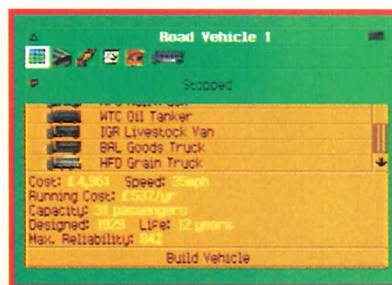 Road Vehicle 1
Stopped
WTC Oil Tanker
IGR Livestock Van
BAL Goods Truck
HFD Grain Truck
Cost: £4,961 Speed: 35mph
Running Cost: £537/yr
Capacity: 31 passengers
Designed: 1929 Life: 12 years
Max. Reliability: 84%
Build Vehicle